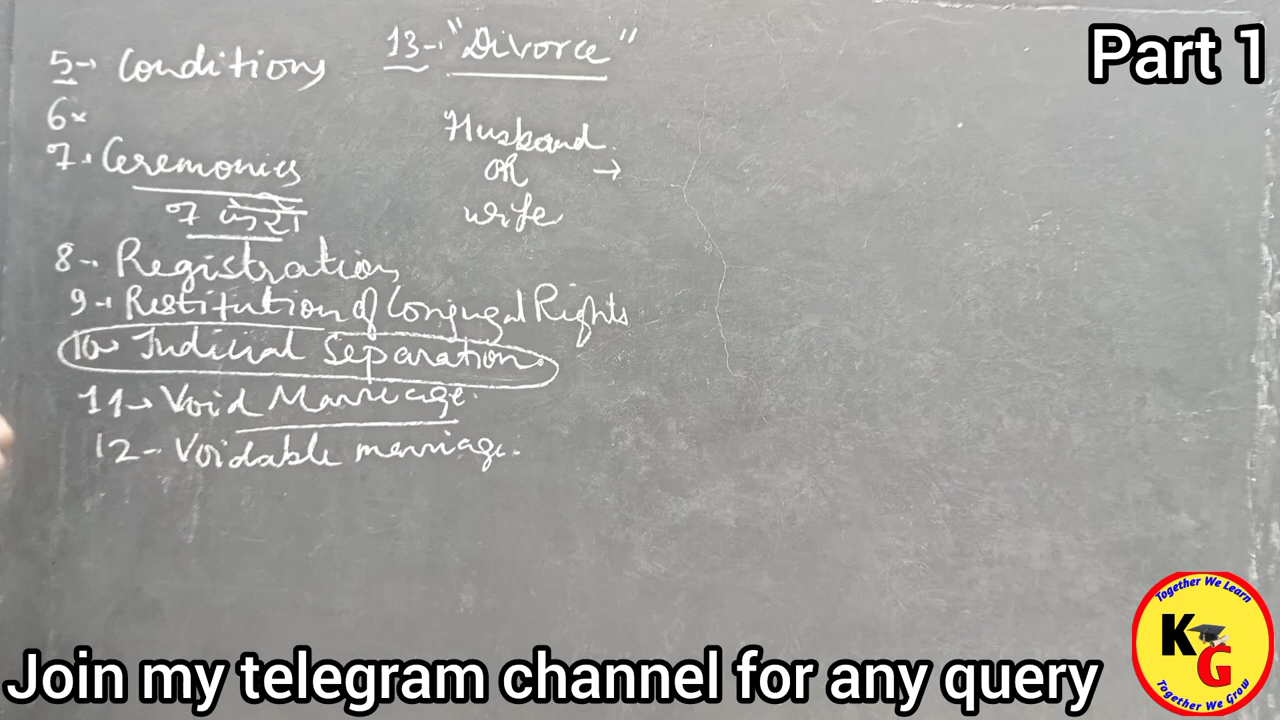 5→ Conditions
6×
7. Ceremonies
7 फेरो
8-. Registration
9→ Restitution of Conjugal Rights
10→ Judicial Separation.
11→ Void Marriage.
12-. Voidable marriage.
13-. "Divorce"
Husband
OR →
wife
Part 1
Together We Learn
KG
Together We Grow
Join my telegram channel for any query